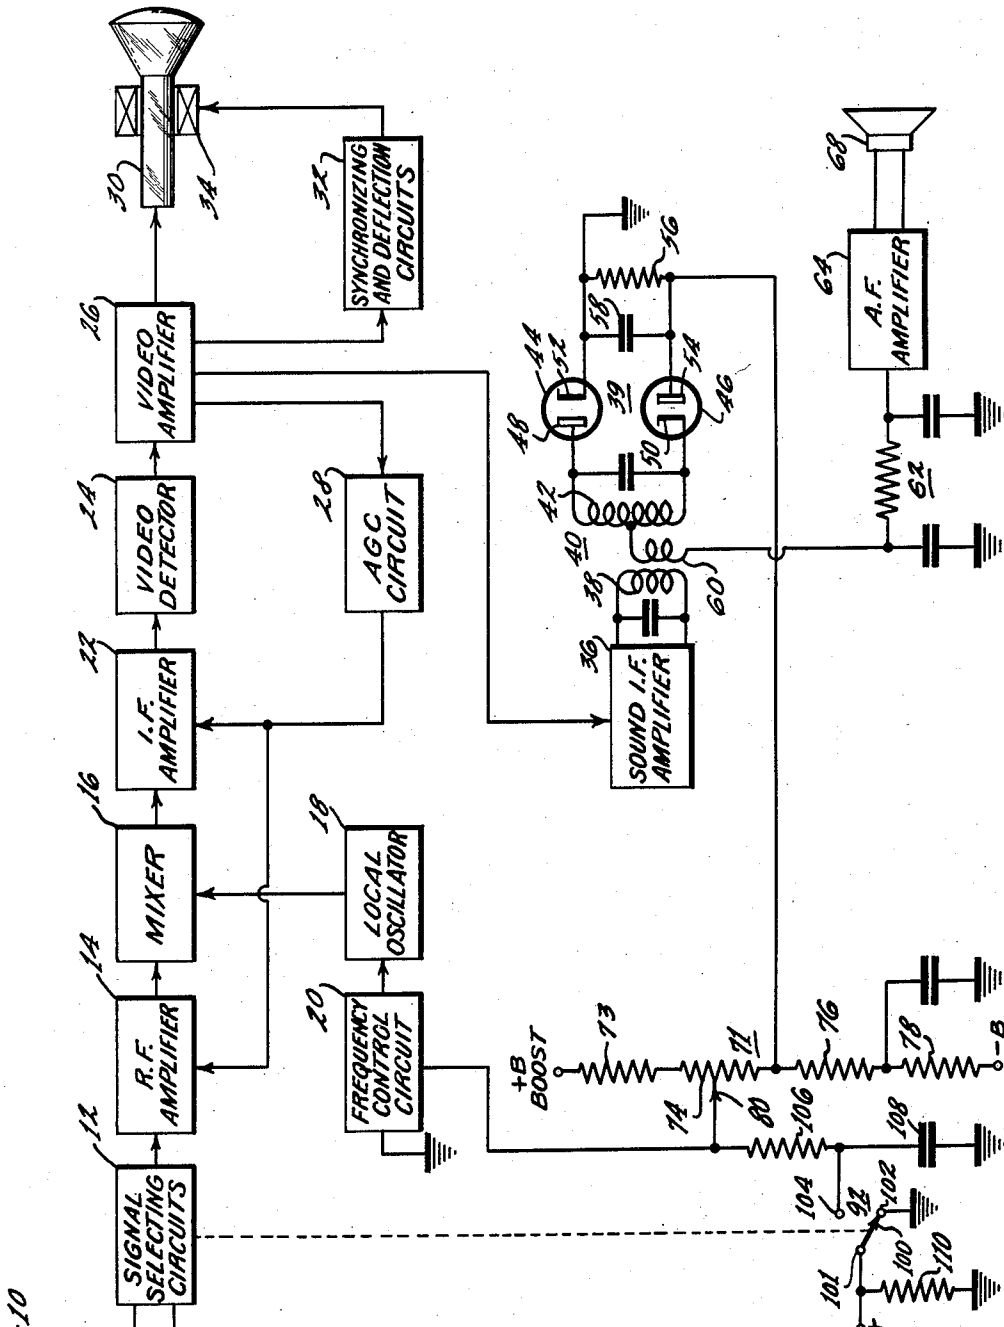 10
12
SIGNAL
SELECTING
CIRCUITS
14
R.F.
AMPLIFIER
16
MIXER
22
I.F.
AMPLIFIER
24
VIDEO
DETECTOR
26
VIDEO
AMPLIFIER
30
34
20
FREQUENCY
CONTROL
CIRCUIT
18
LOCAL
OSCILLATOR
28
AGC
CIRCUIT
32
SYNCHRONIZING
AND DEFLECTION
CIRCUITS
36
SOUND I.F.
AMPLIFIER
38
40
42
60
48
44
52
39
50
54
46
58
56
+B
BOOST
73
74
71
80
76
78
-B
106
108
104
92
102
101
100
110
+
62
64
A.F.
AMPLIFIER
68